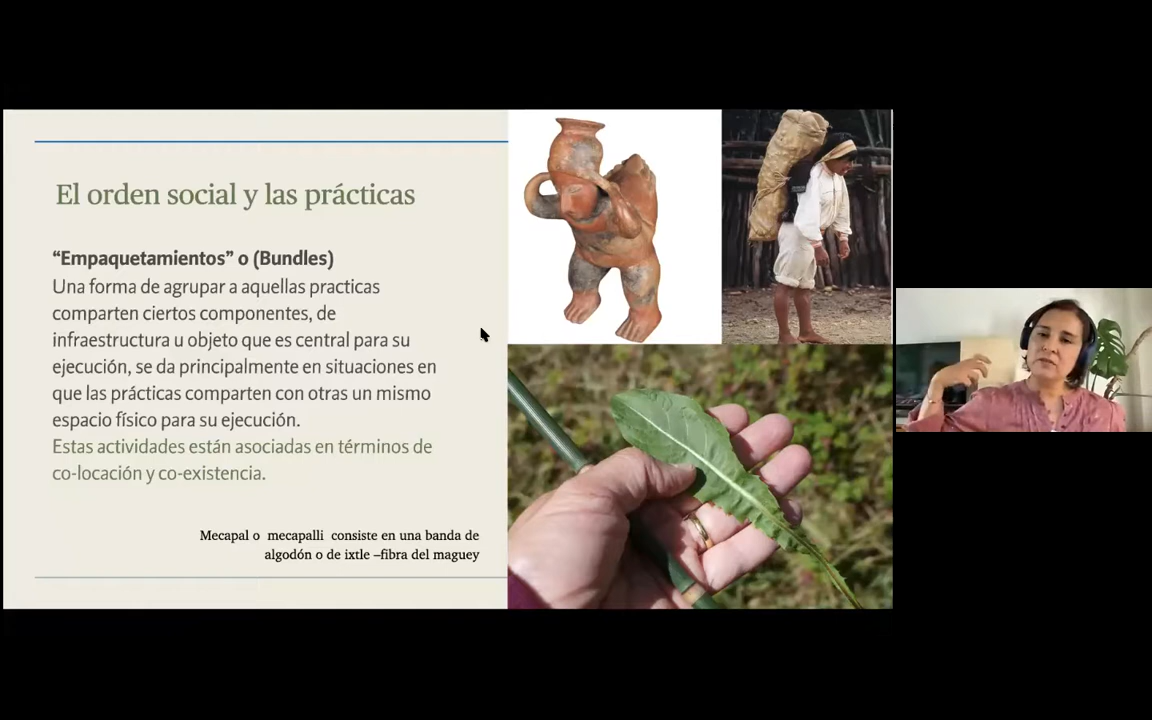 El orden social y las prácticas
“Empaquetamientos” o (Bundles)
Una forma de agrupar a aquellas practicas
comparten ciertos componentes, de
infraestructura u objeto que es central para su
ejecución, se da principalmente en situaciones en
que las prácticas comparten con otras un mismo
espacio físico para su ejecución.
Estas actividades están asociadas en términos de
co-locación y co-existencia.
Mecapal o mecapalli consiste en una banda de
algodón o de ixtle –fibra del maguey